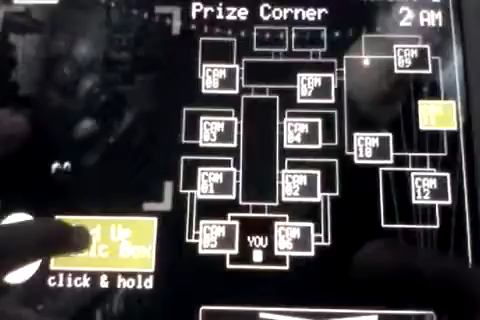 Prize Corner
2 AM
CAM
09
CAM
08
CAM
07
CAM
03
CAM
04
CAM
10
CAM
01
CAM
02
CAM
12
CAM
05
CAM
06
YOU
click & hold